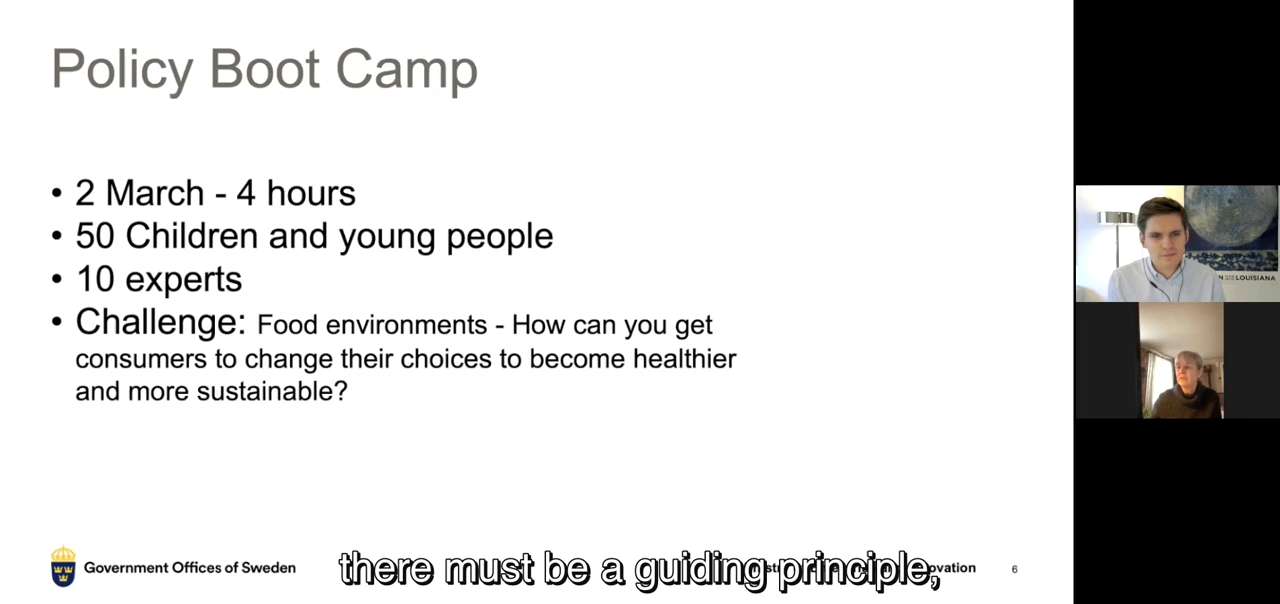 Policy Boot Camp
• 2 March - 4 hours
• 50 Children and young people
• 10 experts
• Challenge: Food environments - How can you get
consumers to change their choices to become healthier
and more sustainable?
LOUISIANA
Government Offices of Sweden
there must be a guiding principle,
6